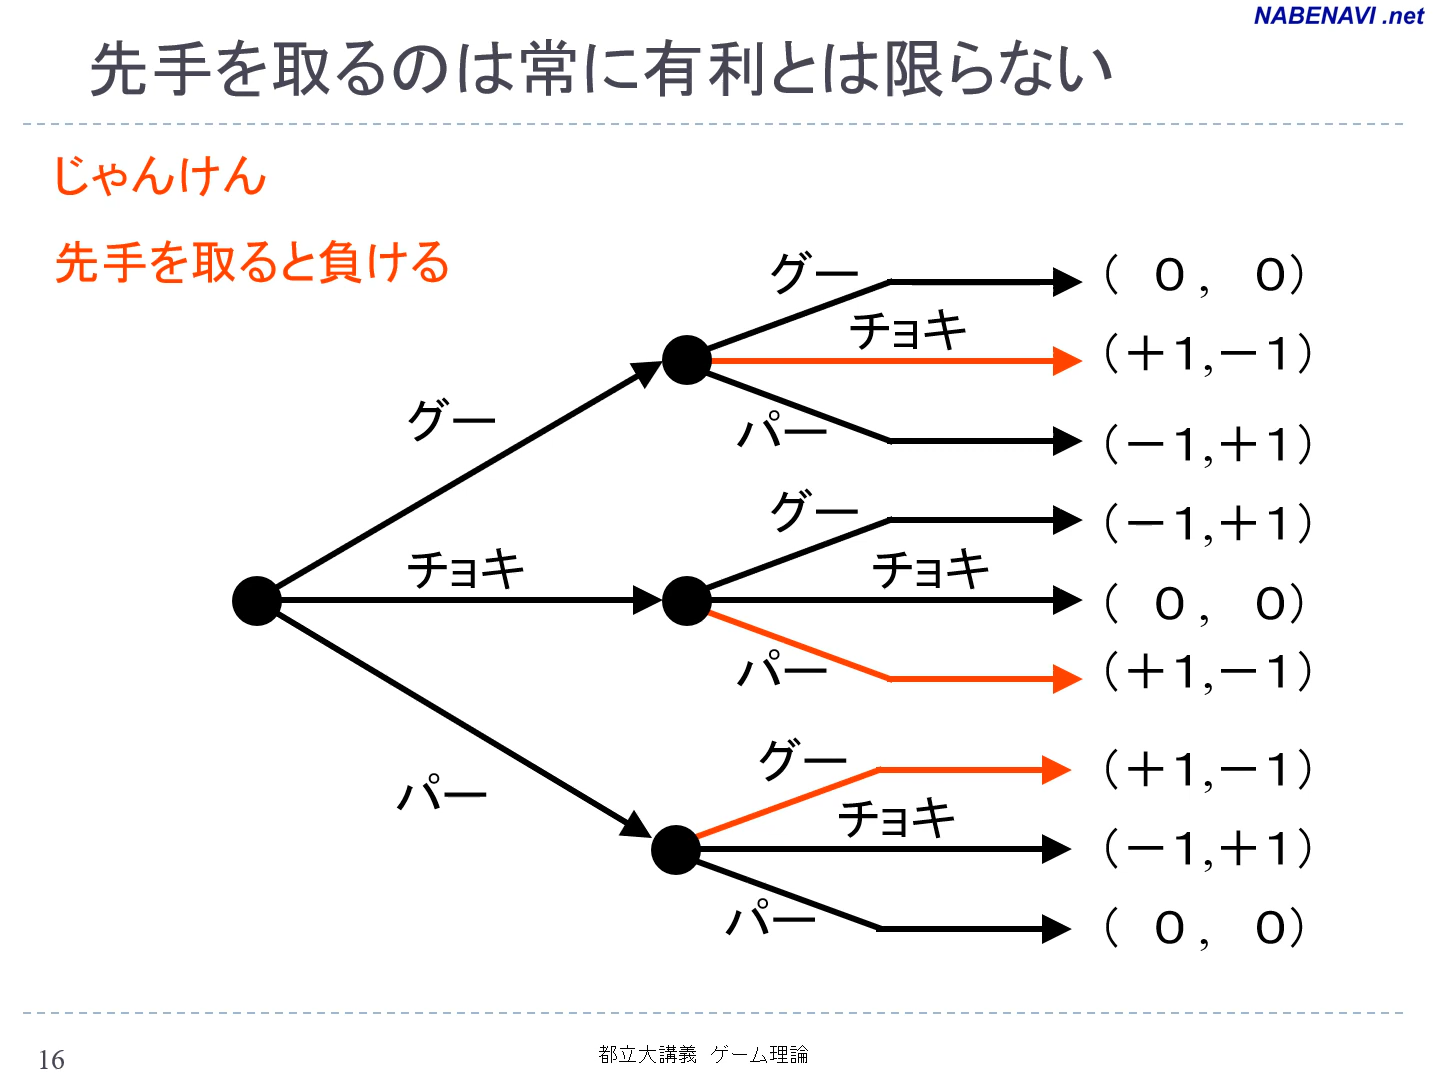 NABENAVI .net
先手を取るのは常に有利とは限らない
じゃんけん
先手を取ると負ける
グー
(　0 ,　0)
チョキ
(＋1,－1)
グー
パー
(－1,＋1)
グー
(－1,＋1)
チョキ
チョキ
(　0 ,　0)
パー
(＋1,－1)
グー
(＋1,－1)
パー
チョキ
(－1,＋1)
パー
(　0 ,　0)
16
都立大講義　ゲーム理論